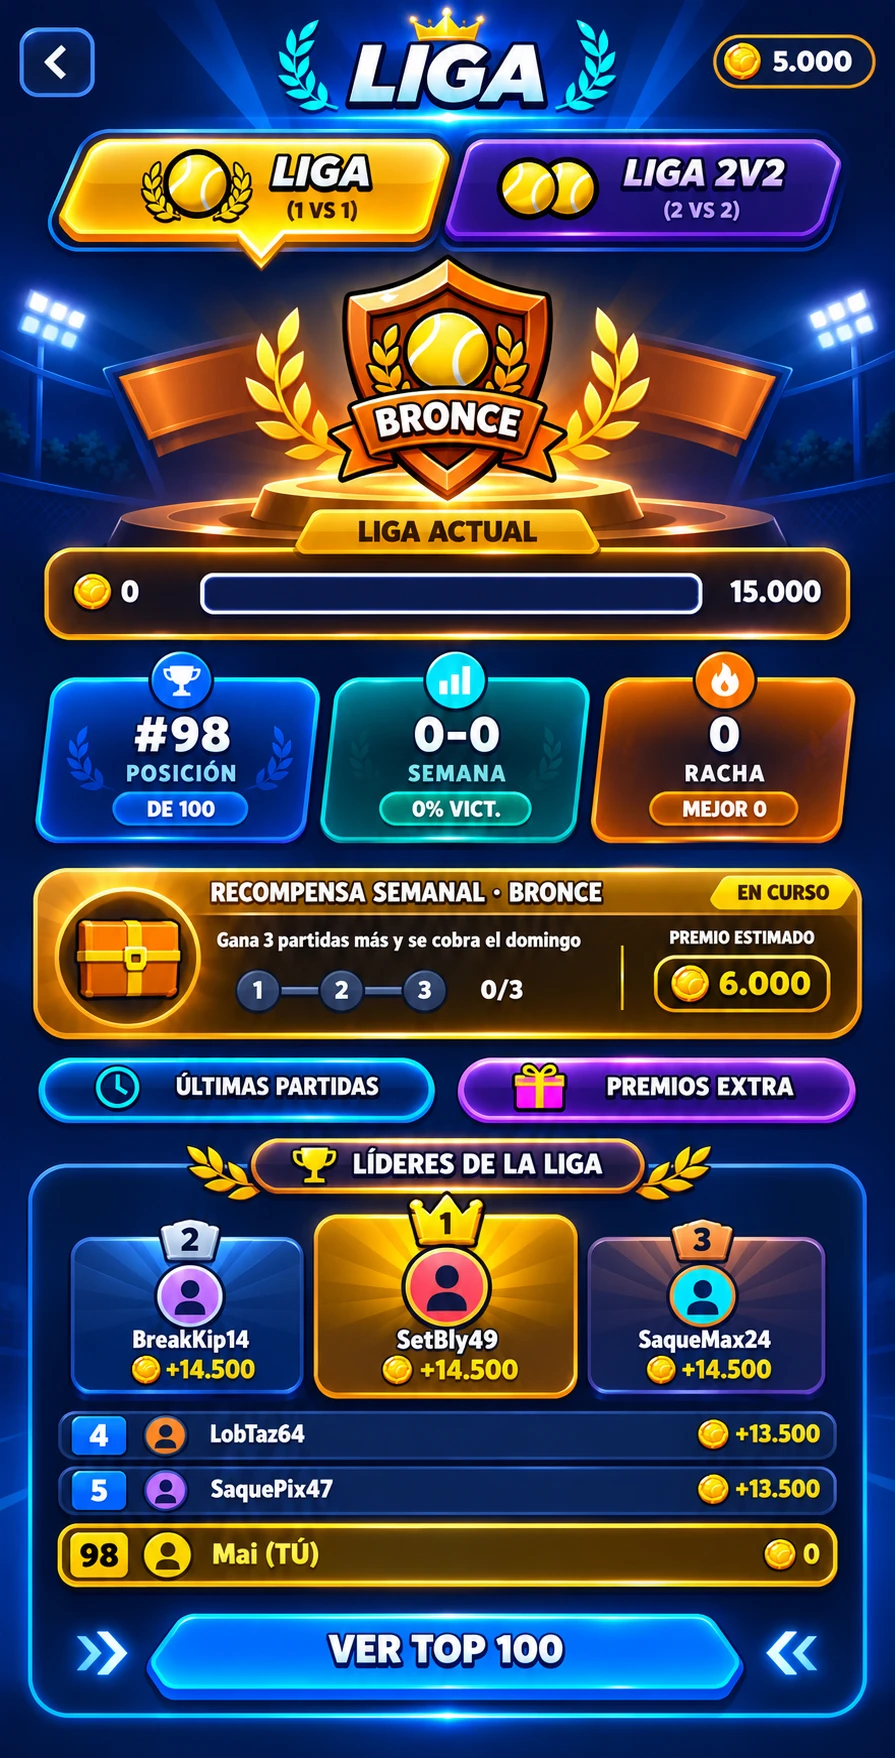 LIGA
5.000
LIGA
(1 VS 1)
LIGA 2V2
(2 VS 2)
BRONCE
LIGA ACTUAL
0
15.000
#98
POSICIÓN
DE 100
0-0
SEMANA
0% VICT.
0
RACHA
MEJOR 0
RECOMPENSA SEMANAL · BRONCE
EN CURSO
Gana 3 partidas más y se cobra el domingo
1 2 3 0/3
PREMIO ESTIMADO
6.000
ÚLTIMAS PARTIDAS
PREMIOS EXTRA
LÍDERES DE LA LIGA
2
BreakKip14
+14.500
1
SetBly49
+14.500
3
SaqueMax24
+14.500
4 LobTaz64 +13.500
5 SaquePix47 +13.500
98 Mai (TÚ) 0
VER TOP 100